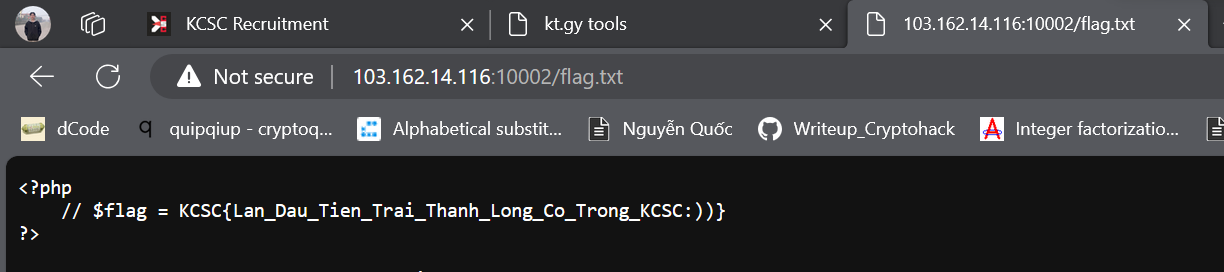 KCSC Recruitment
kt.gy tools
103.162.14.116:10002/flag.txt
Not secure
103.162.14.116:10002/flag.txt
dCode
quipqiup - cryptoq...
Alphabetical substit...
Nguyễn Quốc
Writeup_Cryptohack
Integer factorizatio...
<?php
// $flag = KCSC{Lan_Dau_Tien_Trai_Thanh_Long_Co_Trong_KCSC:))}
?>